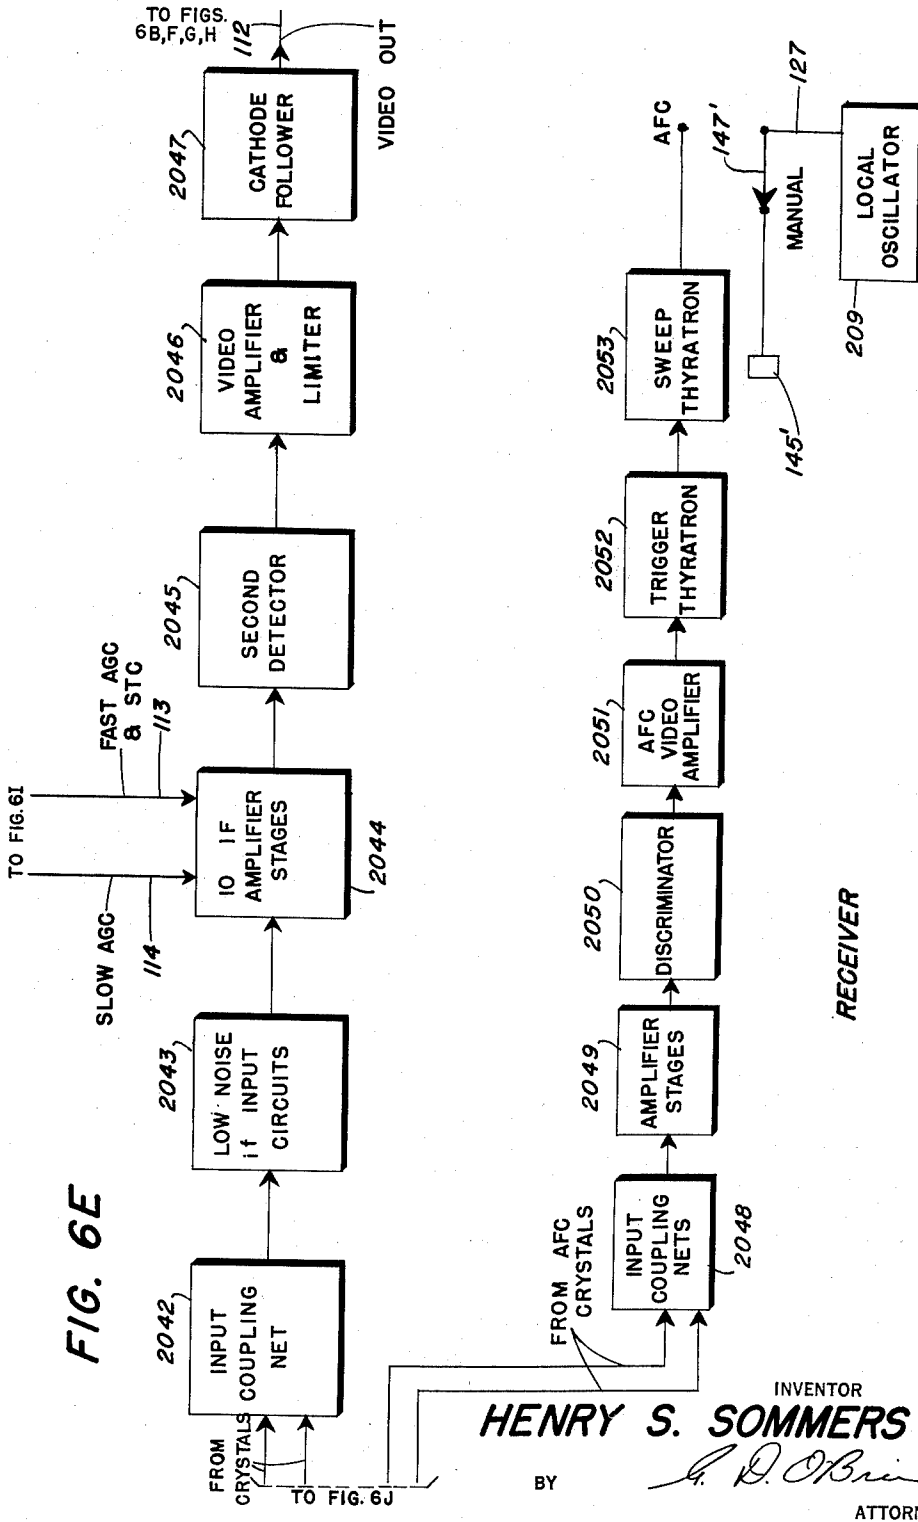 FIG. 6E
FROM
CRYSTALS
TO FIG. 6J
2042
INPUT
COUPLING
NET
2043
LOW NOISE
if INPUT
CIRCUITS
TO FIG. 6I
SLOW AGC
114
FAST AGC
& STC
113
10 IF
AMPLIFIER
STAGES
2044
2045
SECOND
DETECTOR
2046
VIDEO
AMPLIFIER
&
LIMITER
2047
CATHODE
FOLLOWER
TO FIGS.
6B,F,G,H
112
VIDEO OUT
FROM AFC
CRYSTALS
INPUT
COUPLING
NETS
2048
2049
AMPLIFIER
STAGES
2050
DISCRIMINATOR
2051
AFC
VIDEO
AMPLIFIER
2052
TRIGGER
THYRATRON
2053
SWEEP
THYRATRON
AFC
147'
127
MANUAL
145'
209
LOCAL
OSCILLATOR
RECEIVER
INVENTOR
HENRY S. SOMMERS
BY
G. D. O'Brie
ATTORN